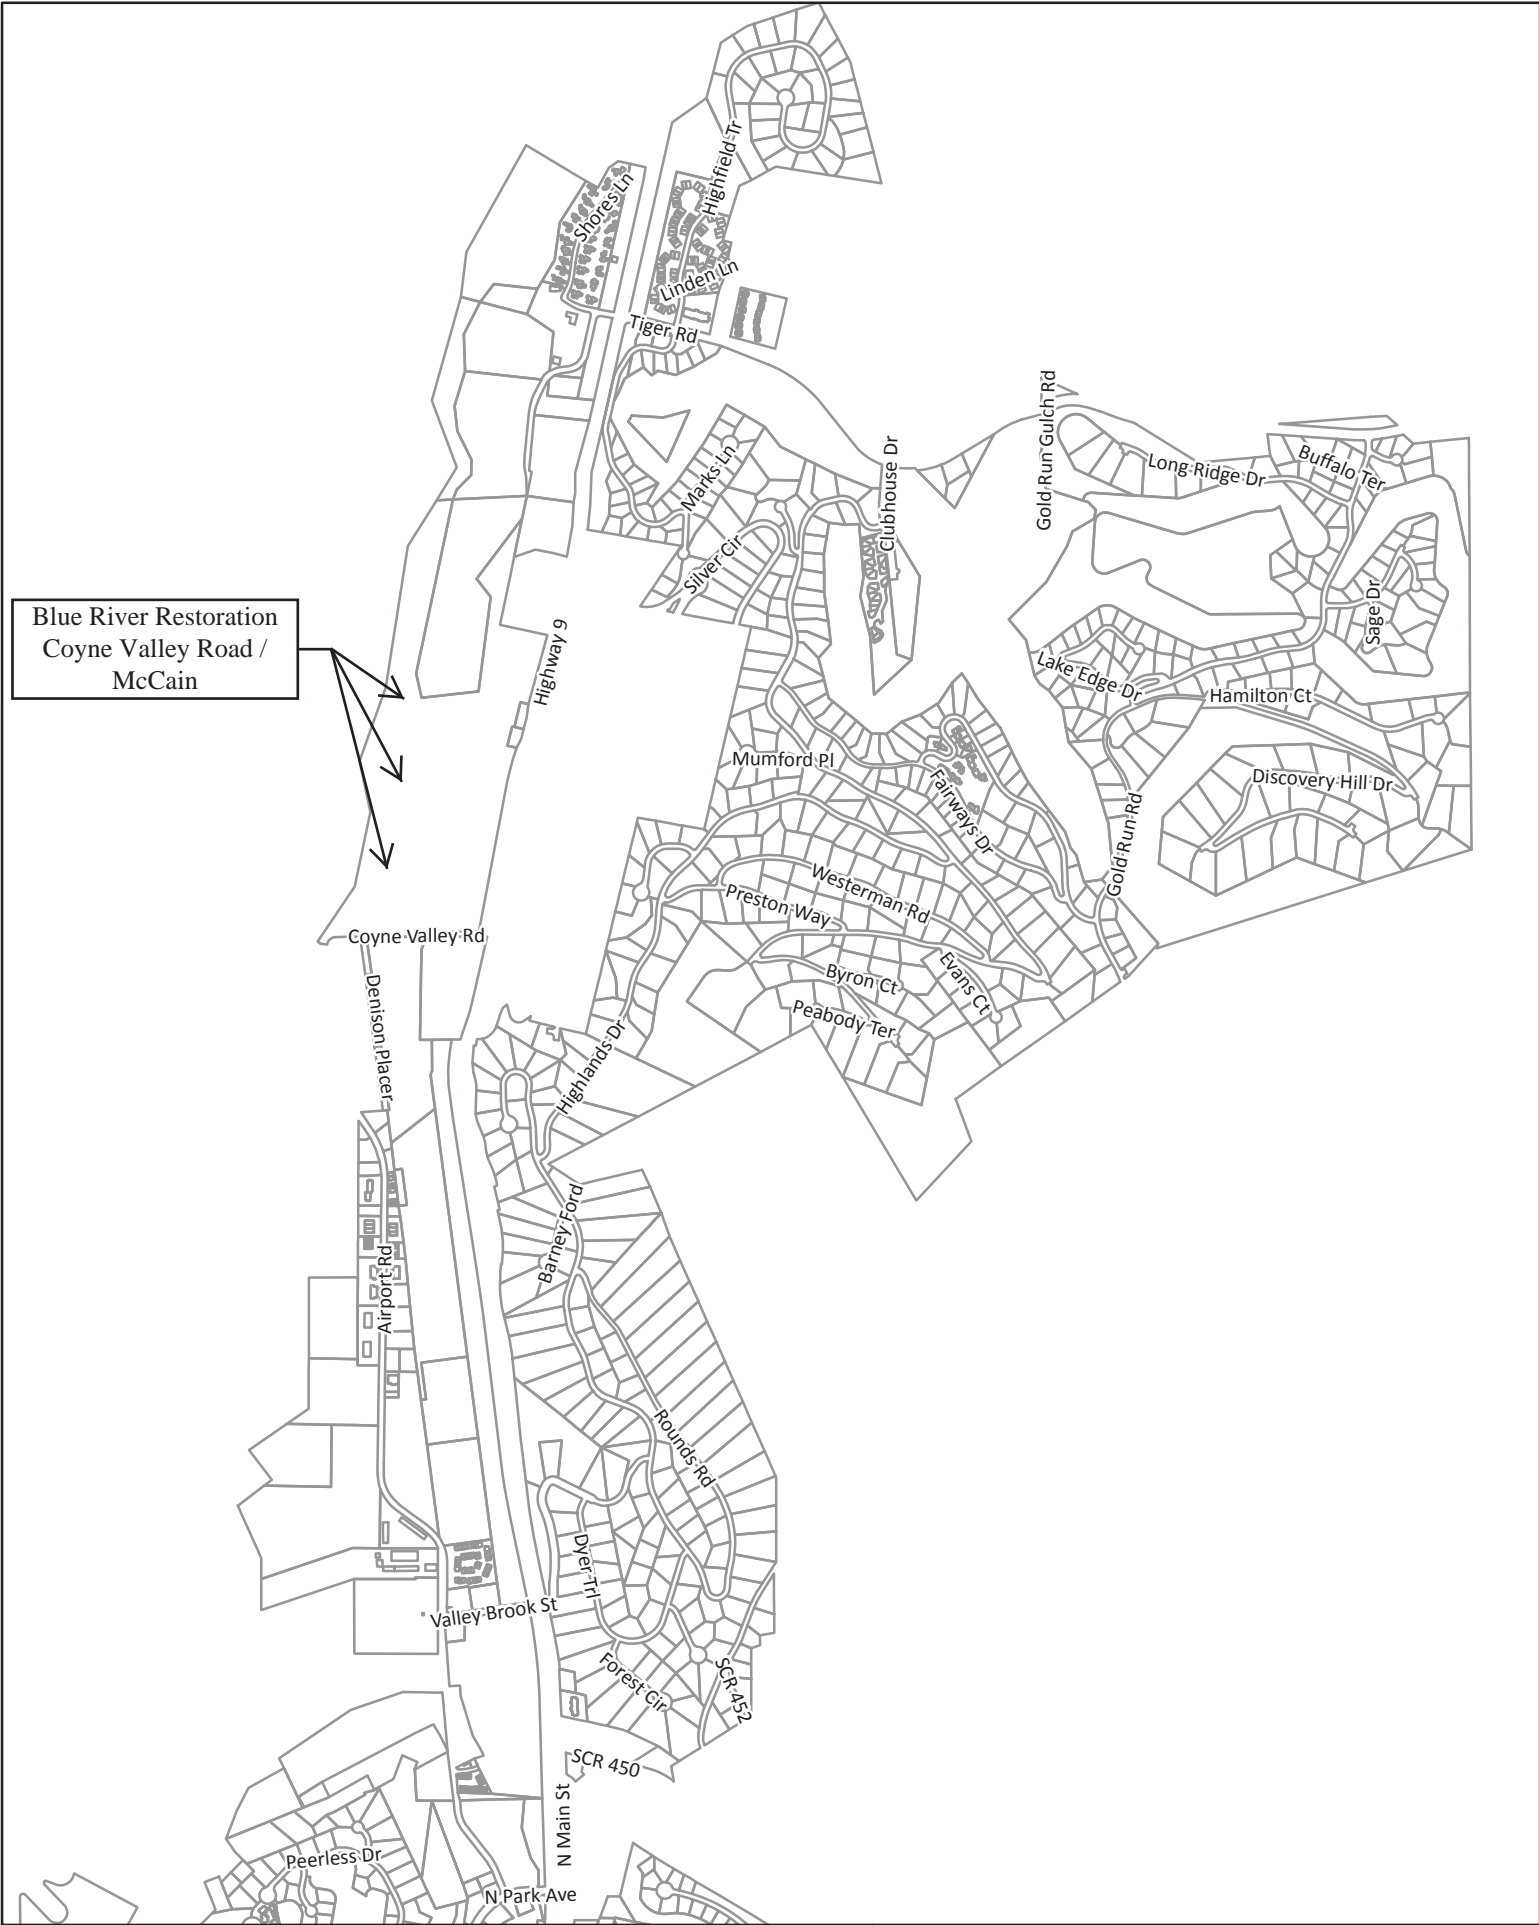 Highfield Tr
Shores Ln
Linden Ln
Tiger Rd
Gold Run Gulch Rd
Clubhouse Dr
Marks Ln
Long Ridge Dr
Buffalo Ter
Silver Cir
Sage Dr
Blue River Restoration
Coyne Valley Road /
McCain
Highway 9
Lake Edge Dr
Hamilton Ct
Mumford Pl
Fairways Dr
Discovery Hill Dr
Gold Run Rd
Westerman Rd
Preston Way
Coyne Valley Rd
Evans Ct
Byron Ct
Denison Placer
Peabody Ter
Highlands Dr
Barney Ford
Airport Rd
Rounds Rd
Dyer Trl
Valley Brook St
Forest Cir
SCR 452
SCR 450
N Main St
Peerless Dr
N Park Ave